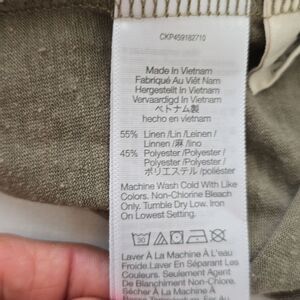 CKP459182710
Made In Vietnam
Fabriqué Au Viêt Nam
Hergestellt In Vietnam
Vervaardigd In Vietnam
ベトナム製
hecho en vietnam
55% Linen /Lin /Leinen /
Linnen /麻 /lino
45% Polyester /Polyester /
Polyester /Polyester /
ポリエステル /poliéster
Machine Wash Cold With Like
Colors. Non-Chlorine Bleach
Only. Tumble Dry Low. Iron
On Lowest Setting.
30
Laver À La Machine À L'eau
Froide.Laver En Machine
Couleurs. Seulement Agent
De Blanchiment Non Chloré.
Sécher À La Machine À